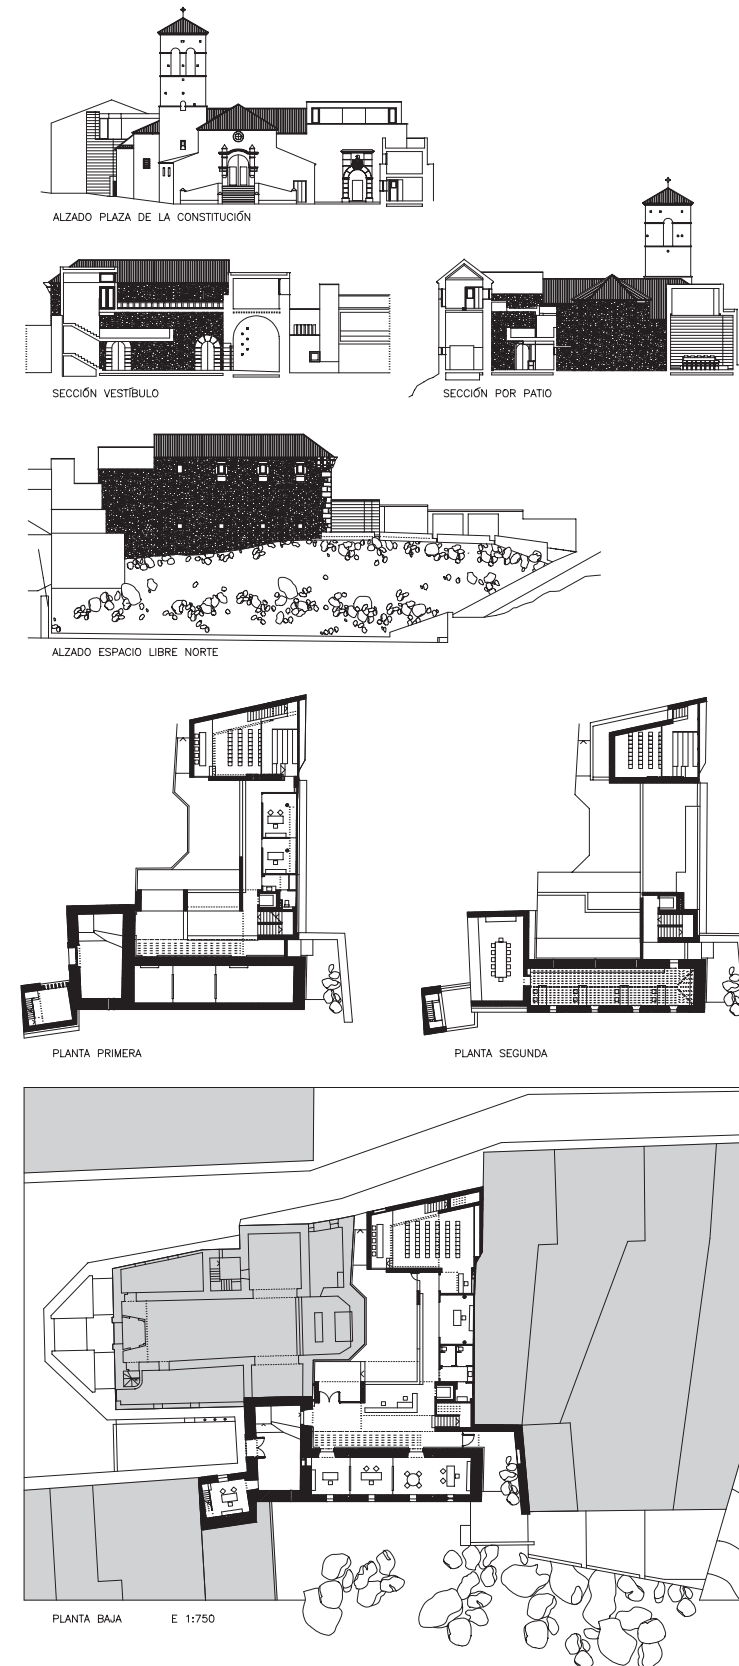 ALZADO PLAZA DE LA CONSTITUCIÓN
SECCIÓN VESTÍBULO
SECCIÓN POR PATIO
ALZADO ESPACIO LIBRE NORTE
PLANTA PRIMERA
PLANTA SEGUNDA
PLANTA BAJA E 1:750